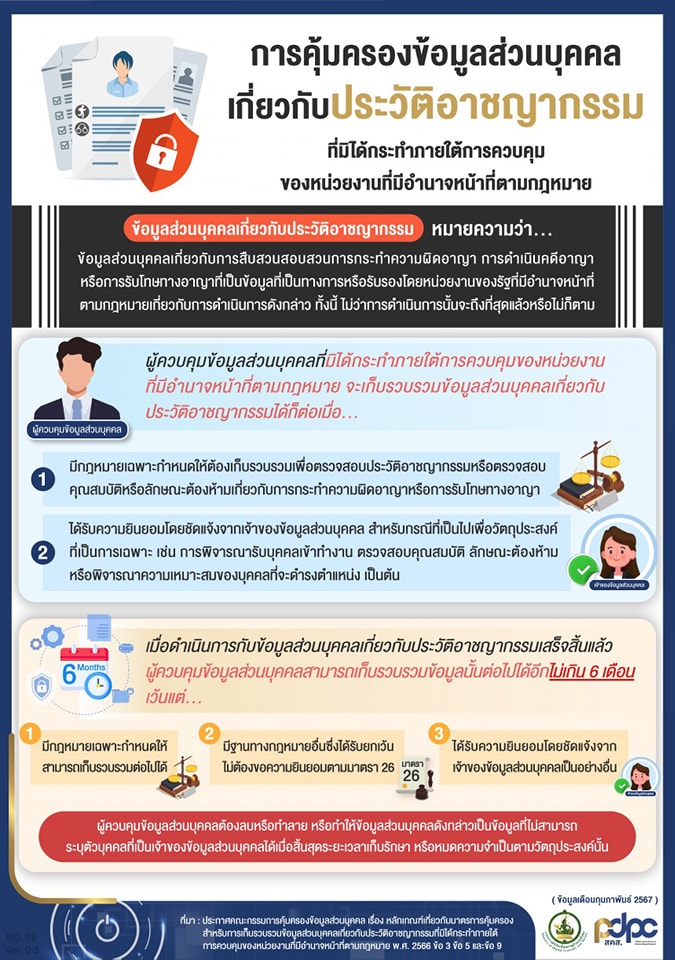 การคุ้มครองข้อมูลส่วนบุคคล
เกี่ยวกับประวัติอาชญากรรม
ที่มิได้กระทำภายใต้การควบคุม
ของหน่วยงานที่มีอำนาจหน้าที่ตามกฎหมาย
ข้อมูลส่วนบุคคลเกี่ยวกับประวัติอาชญากรรม หมายความว่า...
ข้อมูลส่วนบุคคลเกี่ยวกับการสืบสวนสอบสวนการกระทำความผิดอาญา การดำเนินคดีอาญา
หรือการรับโทษทางอาญาที่เป็นข้อมูลที่เป็นทางการหรือรับรองโดยหน่วยงานของรัฐที่มีอำนาจหน้าที่
ตามกฎหมายเกี่ยวกับการดำเนินการดังกล่าว ทั้งนี้ ไม่ว่าการดำเนินการนั้นจะถึงที่สุดแล้วหรือไม่ก็ตาม
ผู้ควบคุมข้อมูลส่วนบุคคลที่มิได้กระทำภายใต้การควบคุมของหน่วยงาน
ที่มีอำนาจหน้าที่ตามกฎหมาย จะเก็บรวบรวมข้อมูลส่วนบุคคลเกี่ยวกับ
ประวัติอาชญากรรมได้ก็ต่อเมื่อ...
ผู้ควบคุมข้อมูลส่วนบุคคล
1 มีกฎหมายเฉพาะกำหนดให้ต้องเก็บรวบรวมเพื่อตรวจสอบประวัติอาชญากรรมหรือตรวจสอบ
คุณสมบัติหรือลักษณะต้องห้ามเกี่ยวกับการกระทำความผิดอาญาหรือการรับโทษทางอาญา
2 ได้รับความยินยอมโดยชัดแจ้งจากเจ้าของข้อมูลส่วนบุคคล สำหรับกรณีที่เป็นไปเพื่อวัตถุประสงค์
ที่เป็นการเฉพาะ เช่น การพิจารณารับบุคคลเข้าทำงาน ตรวจสอบคุณสมบัติ ลักษณะต้องห้าม
หรือพิจารณาความเหมาะสมของบุคคลที่จะดำรงตำแหน่ง เป็นต้น
เจ้าของข้อมูลส่วนบุคคล
6 Months
เมื่อดำเนินการกับข้อมูลส่วนบุคคลเกี่ยวกับประวัติอาชญากรรมเสร็จสิ้นแล้ว
ผู้ควบคุมข้อมูลส่วนบุคคลสามารถเก็บรวบรวมข้อมูลนั้นต่อไปได้อีกไม่เกิน 6 เดือน
เว้นแต่...
1 มีกฎหมายเฉพาะกำหนดให้
สามารถเก็บรวบรวมต่อไปได้
2 มีฐานทางกฎหมายอื่นซึ่งได้รับยกเว้น
ไม่ต้องขอความยินยอมตามมาตรา 26
มาตรา
26
3 ได้รับความยินยอมโดยชัดแจ้งจาก
เจ้าของข้อมูลส่วนบุคคลเป็นอย่างอื่น
ผู้ควบคุมข้อมูลส่วนบุคคลต้องลบหรือทำลาย หรือทำให้ข้อมูลส่วนบุคคลดังกล่าวเป็นข้อมูลที่ไม่สามารถ
ระบุตัวบุคคลที่เป็นเจ้าของข้อมูลส่วนบุคคลได้เมื่อสิ้นสุดระยะเวลาเก็บรักษา หรือหมดความจำเป็นตามวัตถุประสงค์นั้น
( ข้อมูลเดือนกุมภาพันธ์ 2567 )
ที่มา : ประกาศคณะกรรมการคุ้มครองข้อมูลส่วนบุคคล เรื่อง หลักเกณฑ์เกี่ยวกับมาตรการคุ้มครอง
สำหรับการเก็บรวบรวมข้อมูลส่วนบุคคลเกี่ยวกับประวัติอาชญากรรมที่มิได้กระทำภายใต้
การควบคุมของหน่วยงานที่มีอำนาจหน้าที่ตามกฎหมาย พ.ศ. 2566 ข้อ 3 ข้อ 5 และข้อ 9
pdpc
สคส.